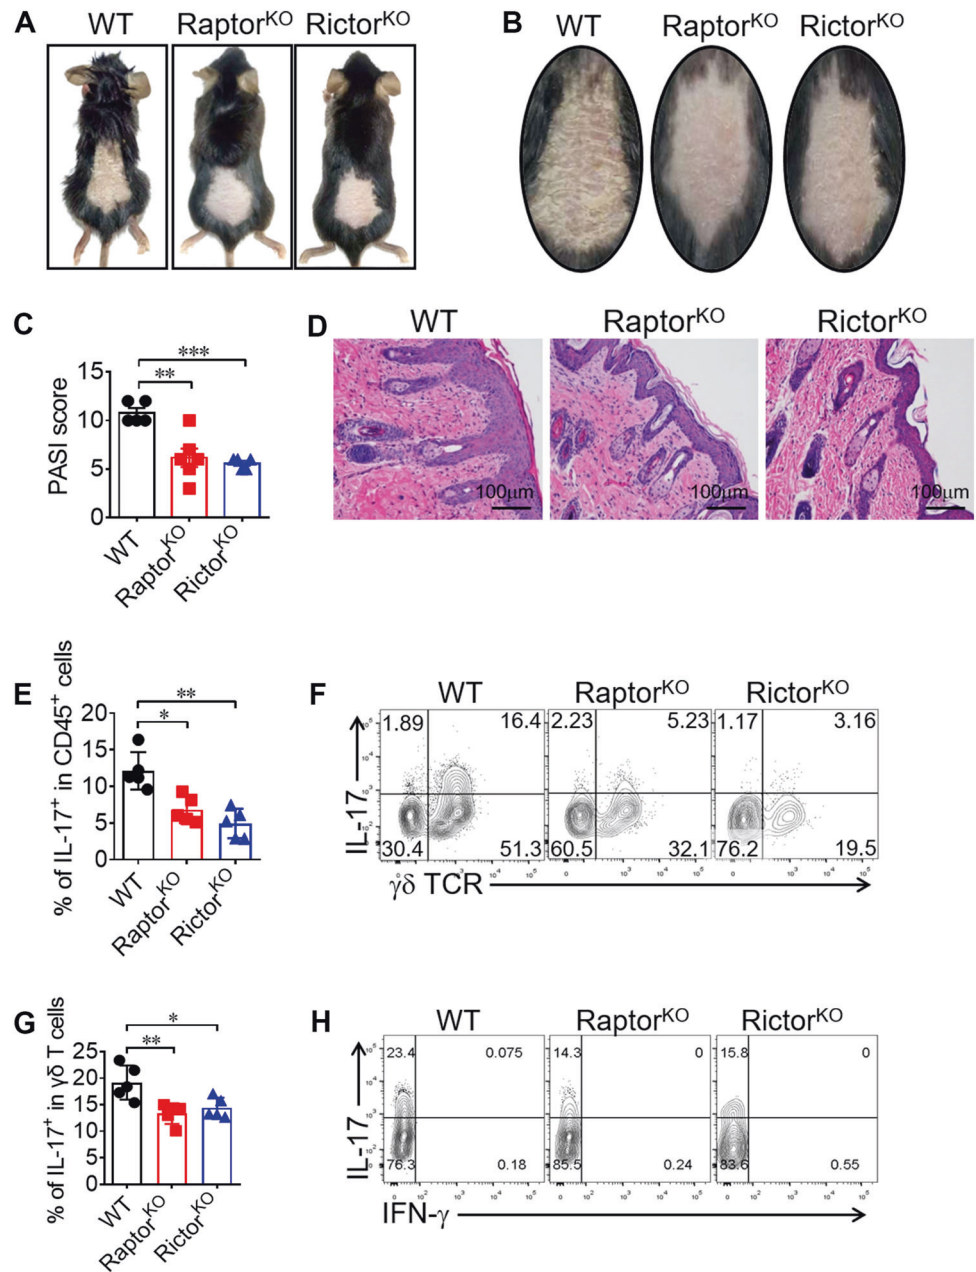 A
WT
Raptor^KO
Rictor^KO
B
WT
Raptor^KO
Rictor^KO
C
PASI score
15
10
5
0
**
***
WT
Raptor^KO
Rictor^KO
D
WT
Raptor^KO
Rictor^KO
100μm
100μm
100μm
E
% of IL-17⁺ in CD45⁺ cells
20
15
10
5
0
*
**
WT
Raptor^KO
Rictor^KO
F
WT
Raptor^KO
Rictor^KO
1.89 16.4
30.4 51.3
2.23 5.23
60.5 32.1
1.17 3.16
76.2 19.5
IL-17
γδ TCR
G
% of IL-17⁺ in γδ T cells
25
20
15
10
5
0
**
*
WT
Raptor^KO
Rictor^KO
H
WT
Raptor^KO
Rictor^KO
23.4 0.075
76.3 0.18
14.3 0
85.5 0.24
15.8 0
83.6 0.55
IL-17
IFN-γ